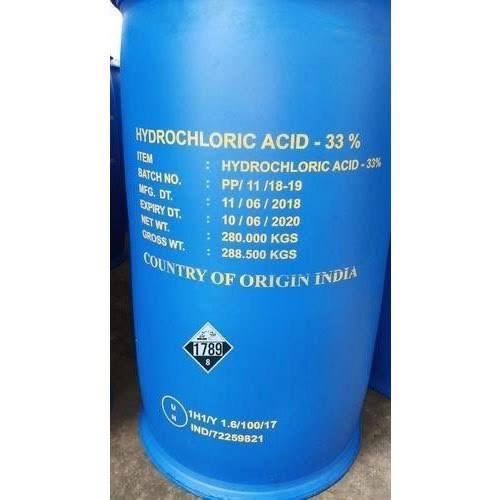 HYDROCHLORIC ACID - 33 %
ITEM : HYDROCHLORIC ACID - 33%
BATCH NO. : PP/ 11 /18-19
MFG. DT. : 11 / 06 / 2018
EXPIRY DT. : 10 / 06 / 2020
NET WT. : 280.000 KGS
GROSS WT. : 288.500 KGS
COUNTRY OF ORIGIN INDIA
1789
8
U
N
1H1/Y 1.6/100/17
IND/72259821